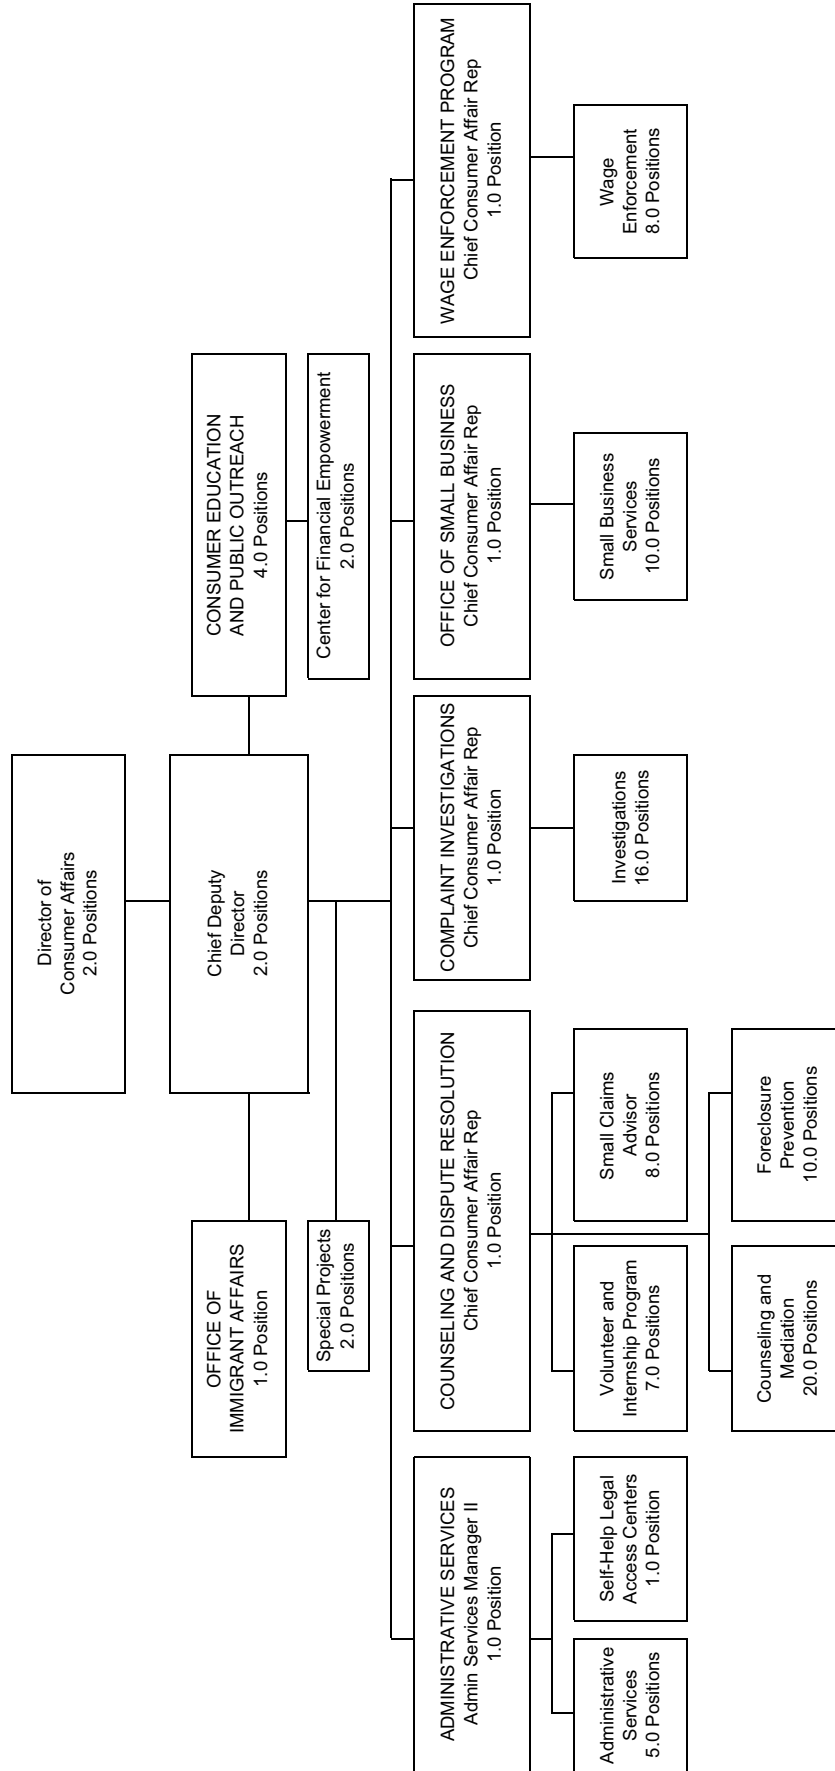 Director of
Consumer Affairs
2.0 Positions
Chief Deputy
Director
2.0 Positions
OFFICE OF
IMMIGRANT AFFAIRS
1.0 Position
CONSUMER EDUCATION
AND PUBLIC OUTREACH
4.0 Positions
Special Projects
2.0 Positions
Center for Financial Empowerment
2.0 Positions
ADMINISTRATIVE SERVICES
Admin Services Manager II
1.0 Position
COUNSELING AND DISPUTE RESOLUTION
Chief Consumer Affair Rep
1.0 Position
COMPLAINT INVESTIGATIONS
Chief Consumer Affair Rep
1.0 Position
OFFICE OF SMALL BUSINESS
Chief Consumer Affair Rep
1.0 Position
WAGE ENFORCEMENT PROGRAM
Chief Consumer Affair Rep
1.0 Position
Administrative
Services
5.0 Positions
Self-Help Legal
Access Centers
1.0 Position
Volunteer and
Internship Program
7.0 Positions
Small Claims
Advisor
8.0 Positions
Investigations
16.0 Positions
Small Business
Services
10.0 Positions
Wage
Enforcement
8.0 Positions
Counseling and
Mediation
20.0 Positions
Foreclosure
Prevention
10.0 Positions